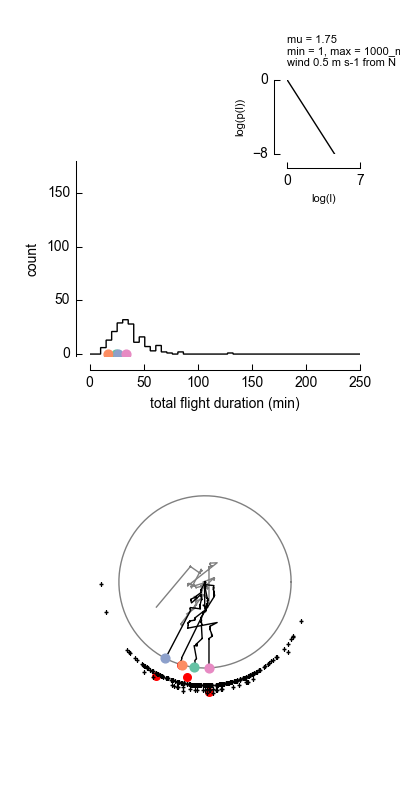 mu = 1.75
min = 1, max = 1000_m
wind 0.5 m s-1 from N
0
log(p(l))
−8
0
7
log(l)
150
100
count
50
0
0
50
100
150
200
250
total flight duration (min)